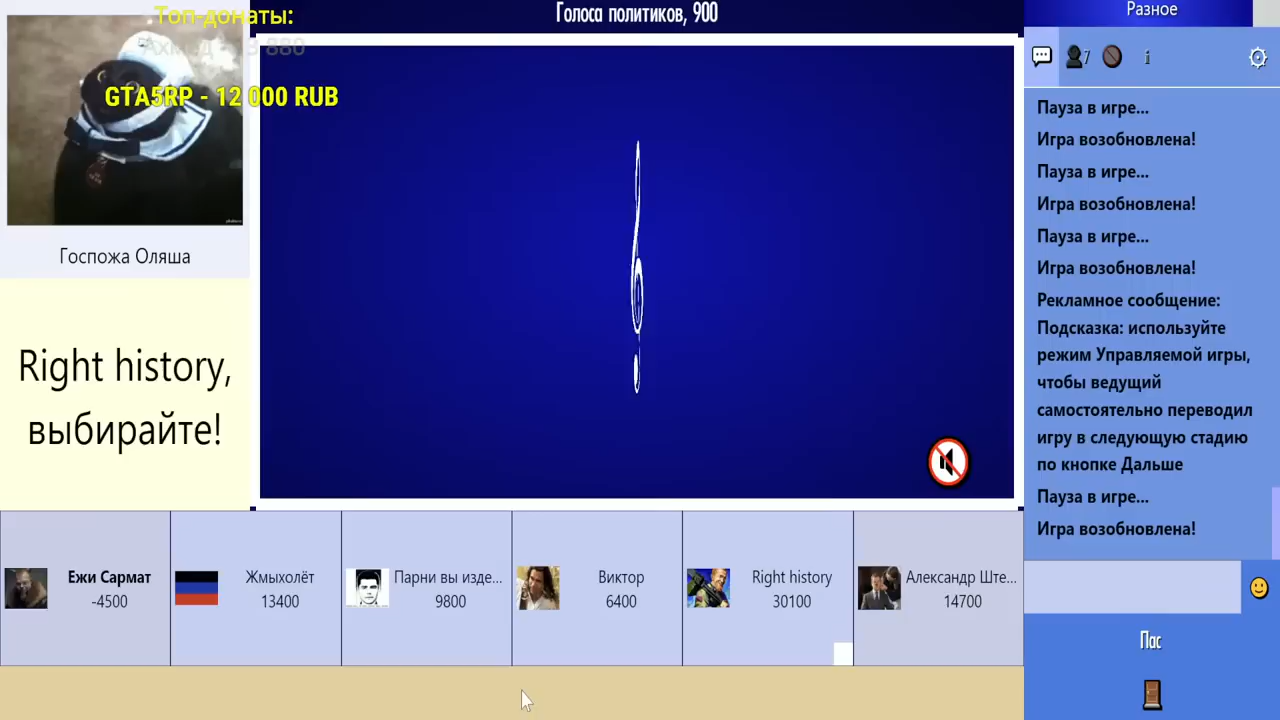 Топ-донаты:
GTA5RP - 12 000 RUB
Госпожа Оляша
Right history,
выбирайте!
Голоса политиков, 900
Разное
7
i
Пауза в игре...
Игра возобновлена!
Пауза в игре...
Игра возобновлена!
Пауза в игре...
Игра возобновлена!
Рекламное сообщение:
Подсказка: используйте
режим Управляемой игры,
чтобы ведущий
самостоятельно переводил
игру в следующую стадию
по кнопке Дальше
Пауза в игре...
Игра возобновлена!
Ежи Сармат
-4500
Жмыхолёт
13400
Парни вы изде...
9800
Виктор
6400
Right history
30100
Александр Ште...
14700
Пас